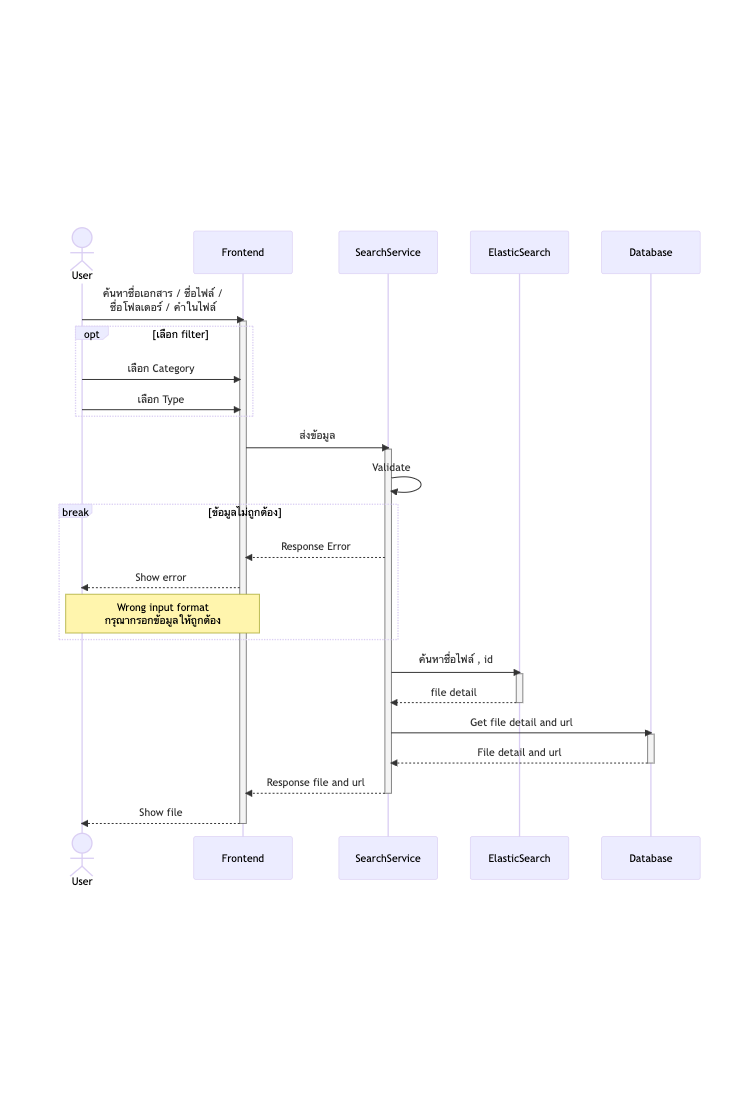 User
Frontend
SearchService
ElasticSearch
Database
ค้นหาชื่อเอกสาร / ชื่อไฟล์ /
ชื่อโฟลเดอร์ / คำในไฟล์
opt
[เลือก filter]
เลือก Category
เลือก Type
ส่งข้อมูล
Validate
break
[ข้อมูลไม่ถูกต้อง]
Response Error
Show error
Wrong input format
กรุณากรอกข้อมูลให้ถูกต้อง
ค้นหาชื่อไฟล์ , id
file detail
Get file detail and url
File detail and url
Response file and url
Show file
User
Frontend
SearchService
ElasticSearch
Database